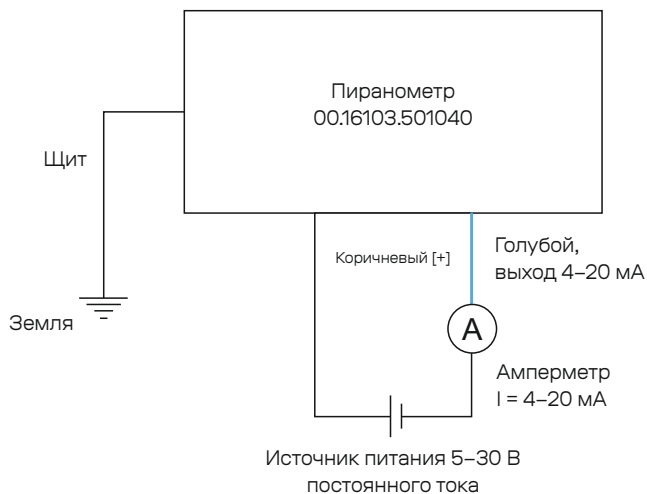 Пиранометр
00.16103.501040
Щит
Коричневый [+]
Голубой,
выход 4–20 мА
Земля
A
Амперметр
I = 4–20 мА
Источник питания 5–30 В
постоянного тока